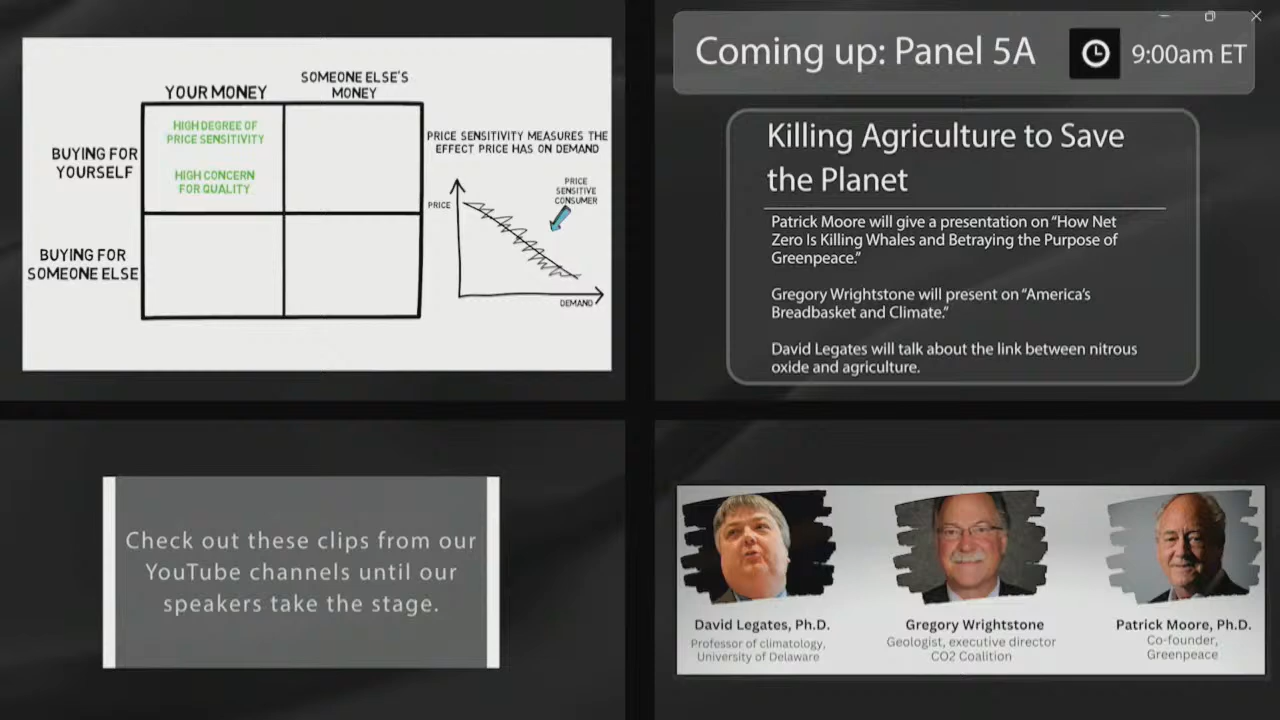 YOUR MONEY
SOMEONE ELSE'S
MONEY
BUYING FOR
YOURSELF
HIGH DEGREE OF
PRICE SENSITIVITY
HIGH CONCERN
FOR QUALITY
BUYING FOR
SOMEONE ELSE
PRICE SENSITIVITY MEASURES THE
EFFECT PRICE HAS ON DEMAND
PRICE
PRICE
SENSITIVE
CONSUMER
DEMAND
Coming up: Panel 5A
9:00am ET
Killing Agriculture to Save
the Planet
Patrick Moore will give a presentation on “How Net
Zero Is Killing Whales and Betraying the Purpose of
Greenpeace.”
Gregory Wrightstone will present on “America’s
Breadbasket and Climate.”
David Legates will talk about the link between nitrous
oxide and agriculture.
Check out these clips from our
YouTube channels until our
speakers take the stage.
David Legates, Ph.D.
Professor of climatology,
University of Delaware
Gregory Wrightstone
Geologist, executive director
CO2 Coalition
Patrick Moore, Ph.D.
Co-founder,
Greenpeace